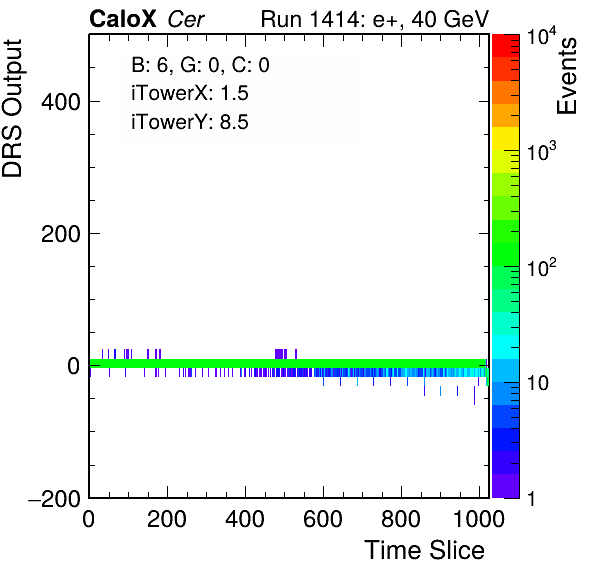 CaloX Cer Run 1414: e+, 40 GeV
B: 6, G: 0, C: 0
iTowerX: 1.5
iTowerY: 8.5
DRS Output
400
200
0
−200
0 200 400 600 800 1000
Time Slice
Events
10^4
10^3
10^2
10
1